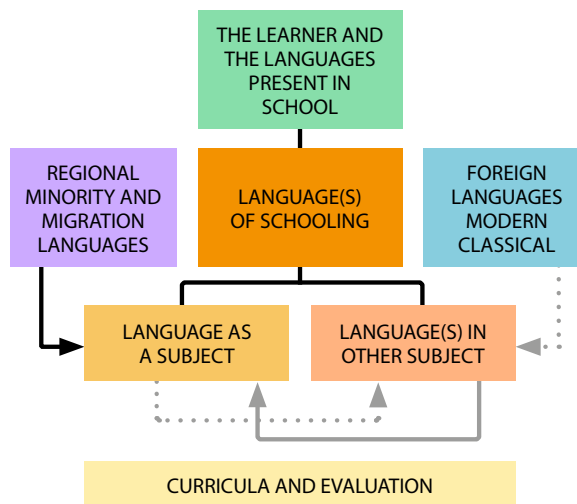 THE LEARNER AND
THE LANGUAGES
PRESENT IN
SCHOOL
REGIONAL
MINORITY AND
MIGRATION
LANGUAGES
LANGUAGE(S)
OF SCHOOLING
FOREIGN
LANGUAGES
MODERN
CLASSICAL
LANGUAGE AS
A SUBJECT
LANGUAGE(S) IN
OTHER SUBJECT
CURRICULA AND EVALUATION